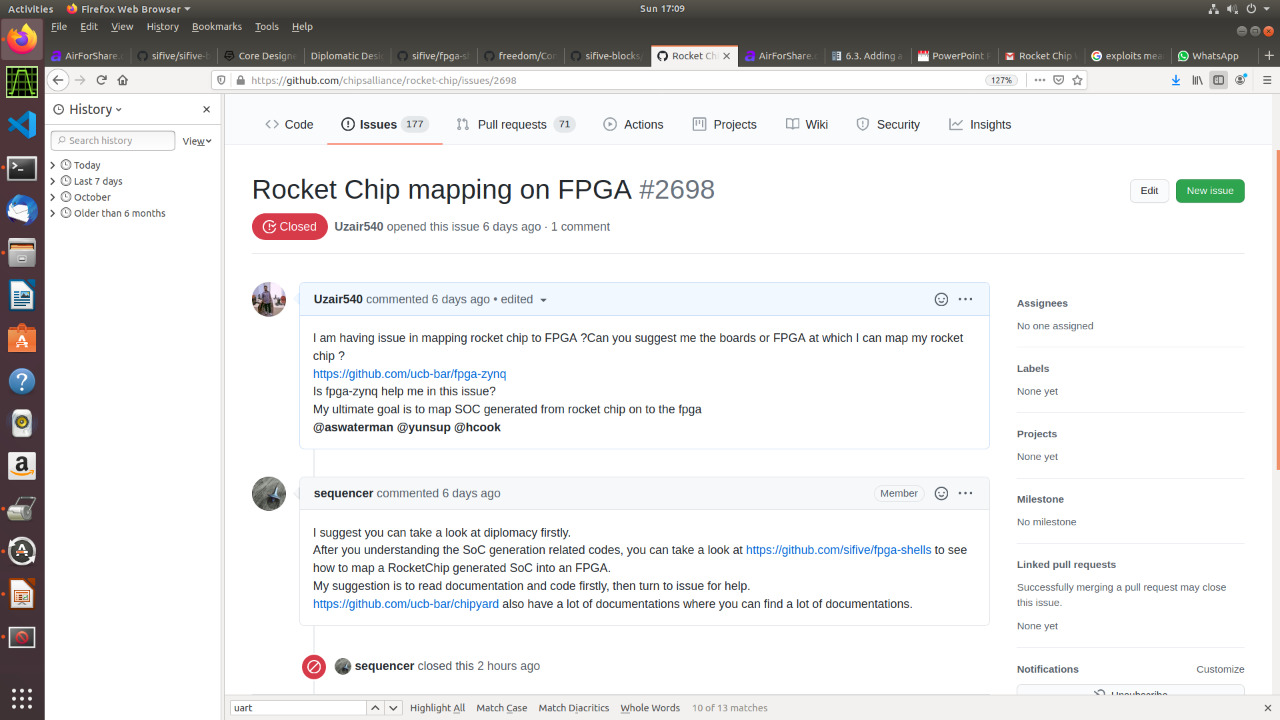 Activities
Firefox Web Browser
Sun 17:09
File Edit View History Bookmarks Tools Help
AirForShare
sifive/sifive-b
Core Designe
Diplomatic Desi
sifive/fpga-s
freedom/Con
sifive-blocks
Rocket Chi
AirForShare
6.3. Adding a
PowerPoint
Rocket Chip
exploits mea
WhatsApp
https://github.com/chipsalliance/rocket-chip/issues/2698
127%
History
Search history
View
Today
Last 7 days
October
Older than 6 months
Code
Issues 177
Pull requests 71
Actions
Projects
Wiki
Security
Insights
Rocket Chip mapping on FPGA #2698
Edit
New issue
Closed
Uzair540 opened this issue 6 days ago · 1 comment
Uzair540 commented 6 days ago • edited
I am having issue in mapping rocket chip to FPGA ?Can you suggest me the boards or FPGA at which I can map my rocket
chip ?
https://github.com/ucb-bar/fpga-zynq
Is fpga-zynq help me in this issue?
My ultimate goal is to map SOC generated from rocket chip on to the fpga
@aswaterman @yunsup @hcook
sequencer commented 6 days ago
Member
I suggest you can take a look at diplomacy firstly.
After you understanding the SoC generation related codes, you can take a look at https://github.com/sifive/fpga-shells to see
how to map a RocketChip generated SoC into an FPGA.
My suggestion is to read documentation and code firstly, then turn to issue for help.
https://github.com/ucb-bar/chipyard also have a lot of documentations where you can find a lot of documentations.
sequencer closed this 2 hours ago
Assignees
No one assigned
Labels
None yet
Projects
None yet
Milestone
No milestone
Linked pull requests
Successfully merging a pull request may close
this issue.
None yet
Notifications
Customize
Unsubscribe
uart
Highlight All
Match Case
Match Diacritics
Whole Words
10 of 13 matches